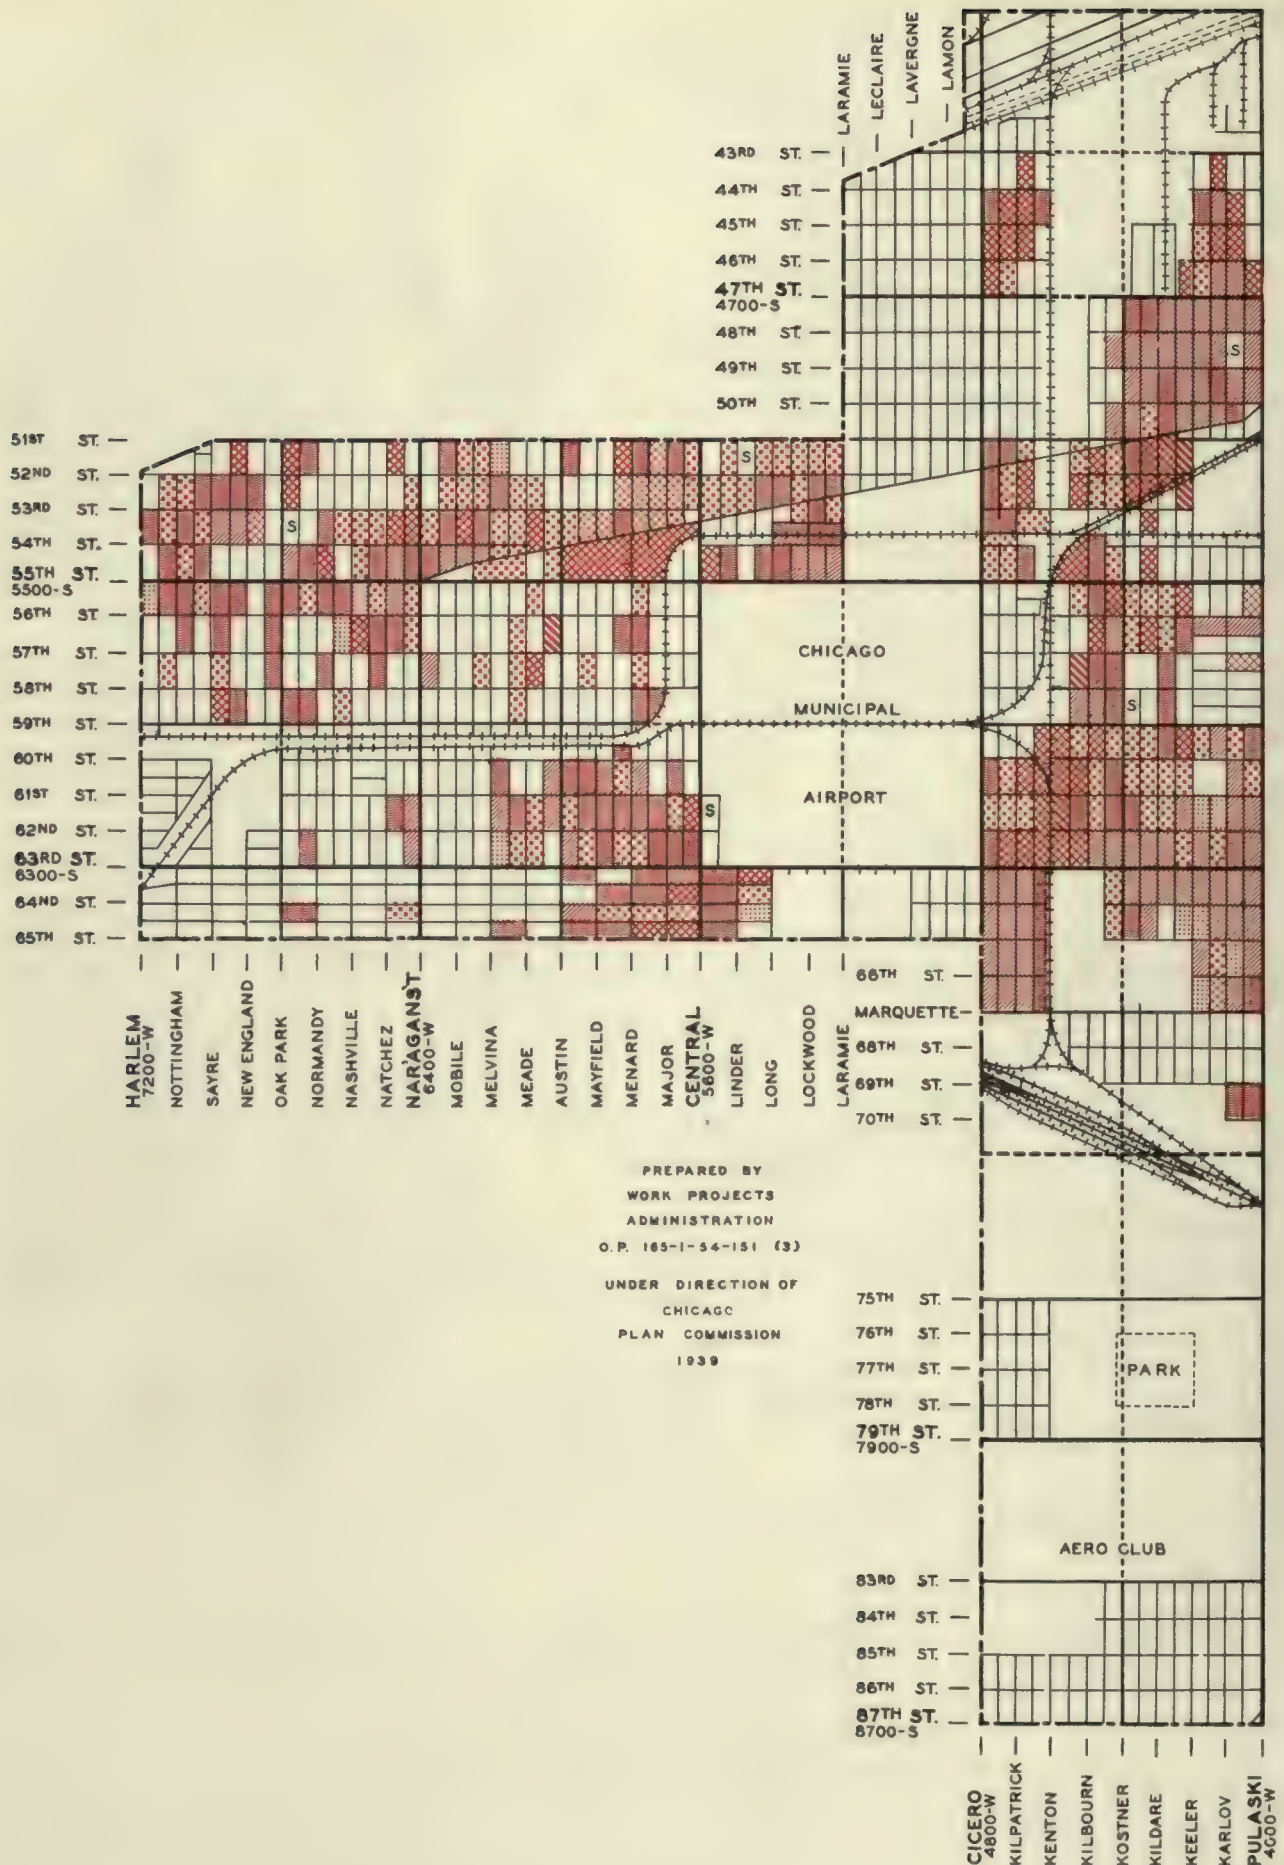 LARAMIE
LECLAIRE
LAVERGNE
LAMON
43RD ST.
44TH ST.
45TH ST.
46TH ST.
47TH ST.
4700-S
48TH ST.
49TH ST.
50TH ST.
S
51ST ST.
52ND ST.
53RD ST.
54TH ST.
55TH ST.
5500-S
56TH ST.
57TH ST.
58TH ST.
59TH ST.
60TH ST.
61ST ST.
62ND ST.
63RD ST.
6300-S
64TH ST.
65TH ST.
S
S
S
S
CHICAGO
MUNICIPAL
AIRPORT
66TH ST.
MARQUETTE
68TH ST.
69TH ST.
70TH ST.
HARLEM
7200-W
NOTTINGHAM
SAYRE
NEW ENGLAND
OAK PARK
NORMANDY
NASHVILLE
NATCHEZ
NAR'AGANS'T
6400-W
MOBILE
MELVINA
MEADE
AUSTIN
MAYFIELD
MENARD
MAJOR
CENTRAL
5600-W
LINDER
LONG
LOCKWOOD
LARAMIE
PREPARED BY
WORK PROJECTS
ADMINISTRATION
O.P. 165-1-54-151 (3)
UNDER DIRECTION OF
CHICAGO
PLAN COMMISSION
1939
75TH ST.
76TH ST.
77TH ST.
78TH ST.
79TH ST.
7900-S
PARK
AERO CLUB
83RD ST.
84TH ST.
85TH ST.
86TH ST.
87TH ST.
8700-S
CICERO
4800-W
KILPATRICK
KENTON
KILBOURN
KOSTNER
KILDARE
KEELER
KARLOV
PULASKI
4000-W